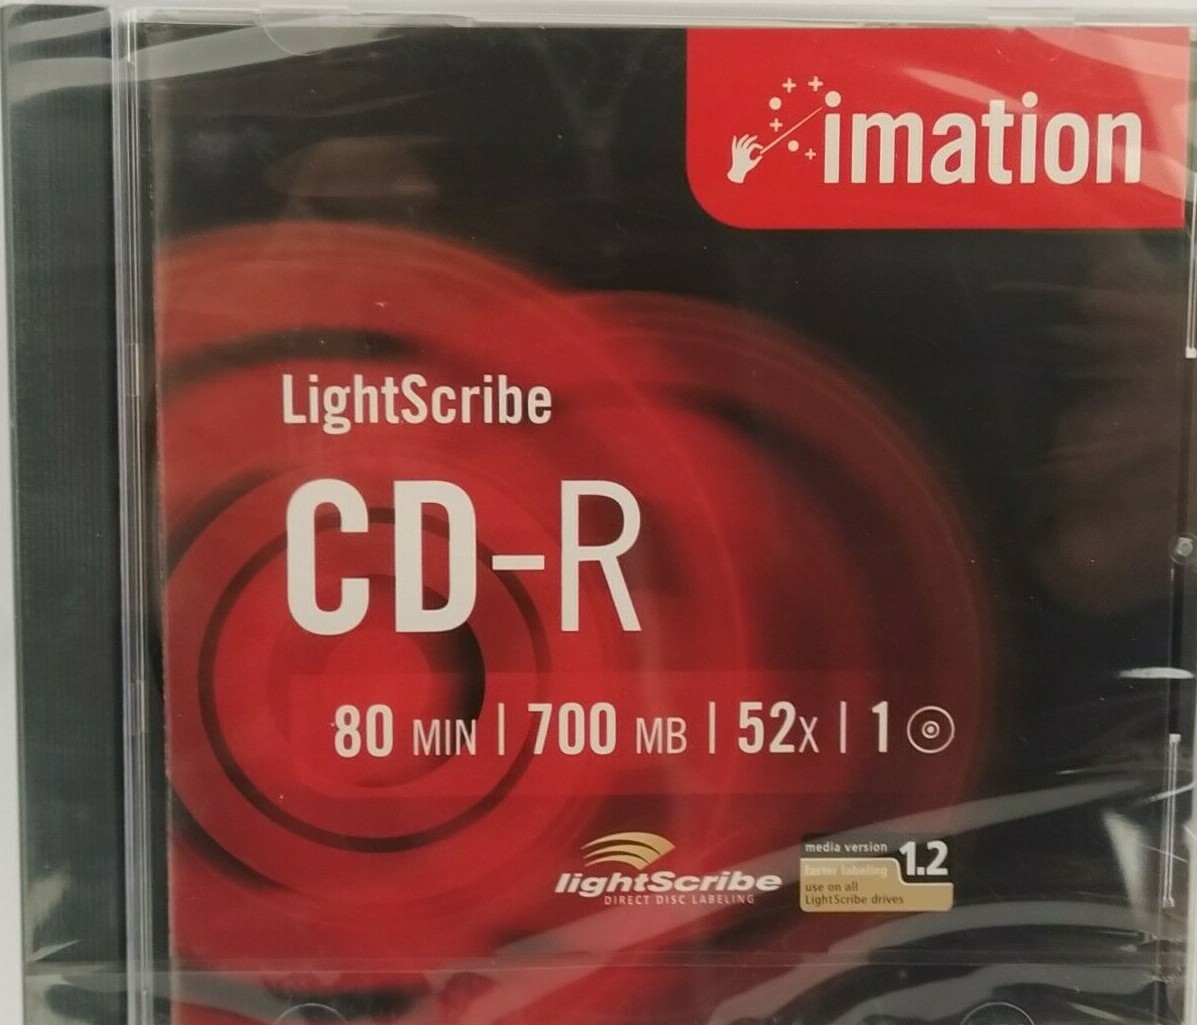 imation
LightScribe
CD-R
80 MIN | 700 MB | 52X | 1
lightScribe
DIRECT DISC LABELING
media version 1.2
faster labeling
use on all
LightScribe drives